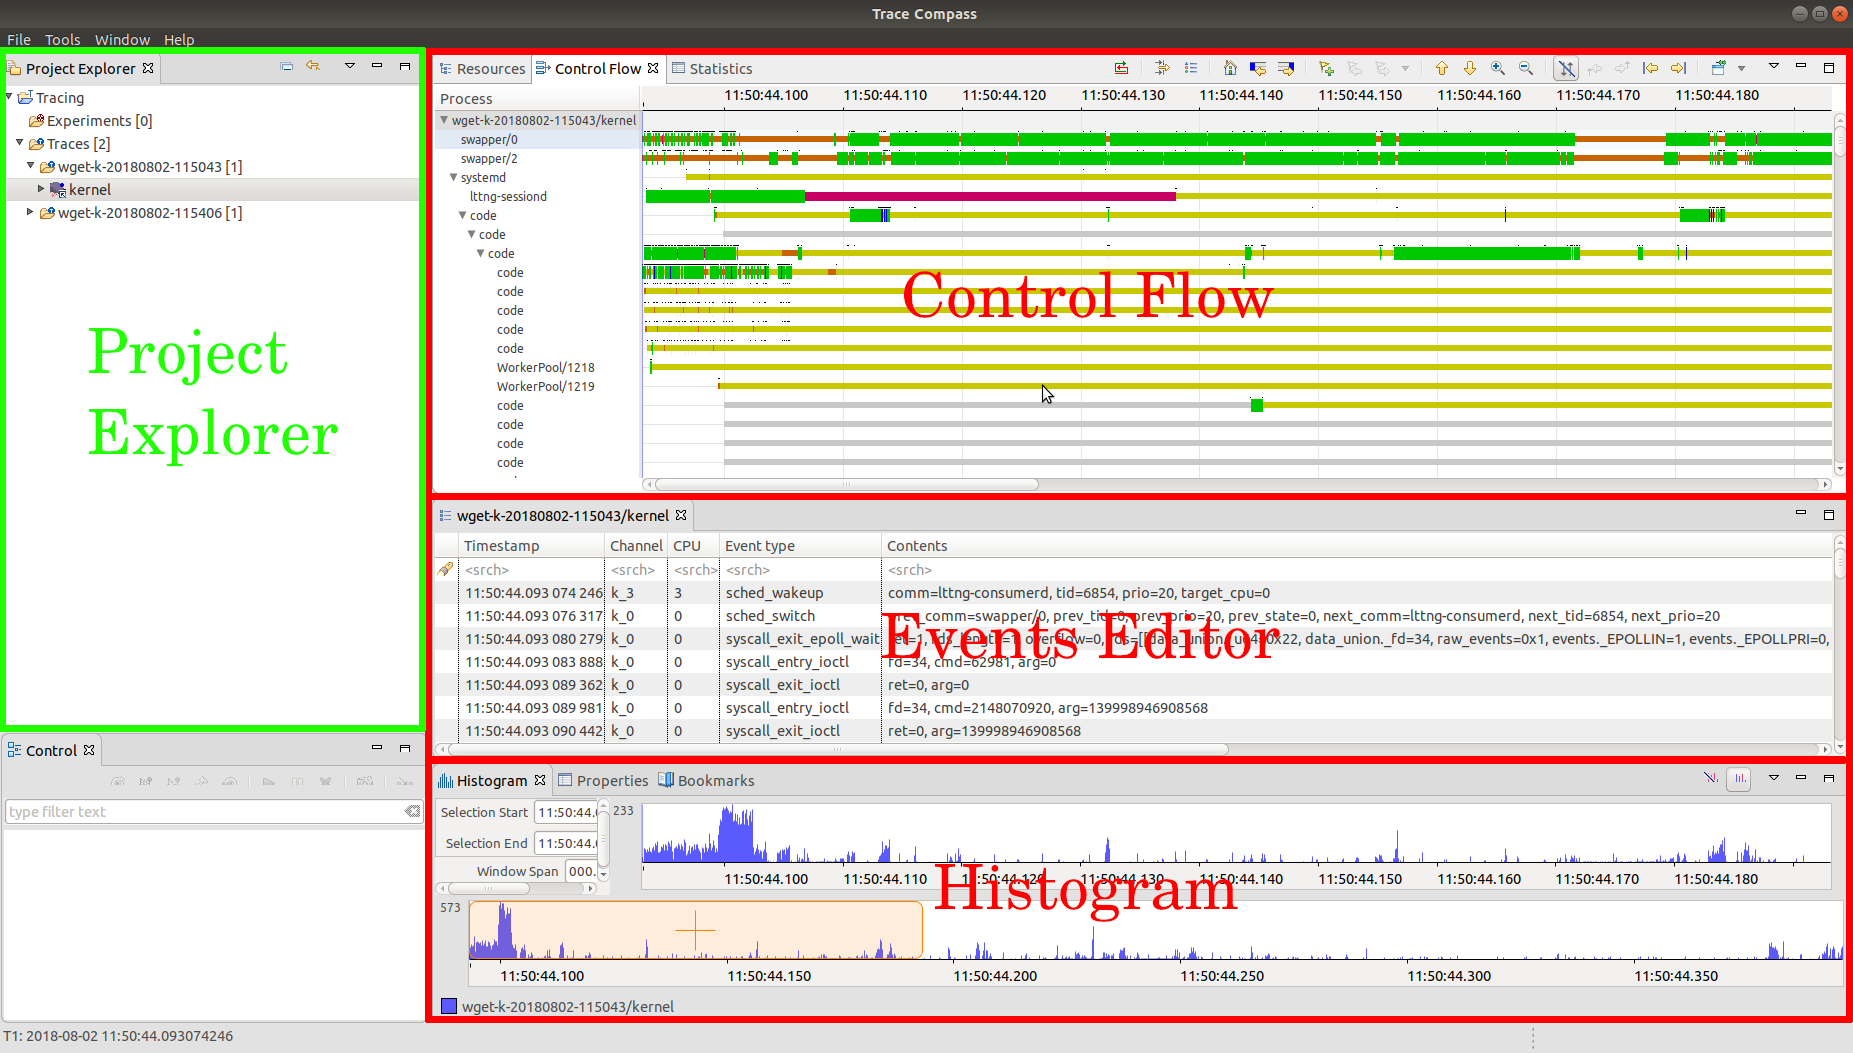 Trace Compass
File Tools Window Help
Project Explorer
Tracing
Experiments [0]
Traces [2]
wget-k-20180802-115043 [1]
kernel
wget-k-20180802-115406 [1]
Project
Explorer
Control
type filter text
Resources Control Flow Statistics
Process
11:50:44.100 11:50:44.110 11:50:44.120 11:50:44.130 11:50:44.140 11:50:44.150 11:50:44.160 11:50:44.170 11:50:44.180
wget-k-20180802-115043/kernel
swapper/0
swapper/2
systemd
lttng-sessiond
code
code
code
code
code
code
code
code
WorkerPool/1218
WorkerPool/1219
code
code
code
code
Control Flow
wget-k-20180802-115043/kernel
Timestamp Channel CPU Event type Contents
<srch> <srch> <srch> <srch> <srch>
11:50:44.093 074 246 k_3 3 sched_wakeup comm=lttng-consumerd, tid=6854, prio=20, target_cpu=0
11:50:44.093 076 317 k_0 0 sched_switch prev_comm=swapper/0, prev_tid=0, prev_prio=20, prev_state=0, next_comm=lttng-consumerd, next_tid=6854, next_prio=20
11:50:44.093 080 279 k_0 0 syscall_exit_epoll_wait ret=1, fds_length=1, overflow=0, fds=[[data_union._u64=0x22, data_union._fd=34, raw_events=0x1, events._EPOLLIN=1, events._EPOLLPRI=0,
11:50:44.093 083 888 k_0 0 syscall_entry_ioctl fd=34, cmd=62981, arg=0
11:50:44.093 089 362 k_0 0 syscall_exit_ioctl ret=0, arg=0
11:50:44.093 089 981 k_0 0 syscall_entry_ioctl fd=34, cmd=2148070920, arg=139998946908568
11:50:44.093 090 442 k_0 0 syscall_exit_ioctl ret=0, arg=139998946908568
Events Editor
Histogram Properties Bookmarks
Selection Start 11:50:44.
Selection End 11:50:44.
Window Span 000.
233
11:50:44.100 11:50:44.110 11:50:44.120 11:50:44.130 11:50:44.140 11:50:44.150 11:50:44.160 11:50:44.170 11:50:44.180
Histogram
573
11:50:44.100 11:50:44.150 11:50:44.200 11:50:44.250 11:50:44.300 11:50:44.350
wget-k-20180802-115043/kernel
T1: 2018-08-02 11:50:44.093074246